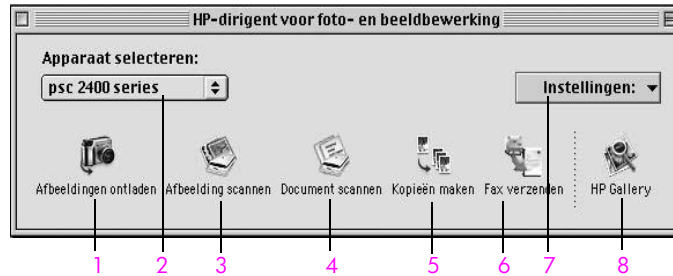 HP-dirigent voor foto- en beeldbewerking
Apparaat selecteren:
psc 2400 series
Instellingen:
Afbeeldingen ontladen Afbeelding scannen Document scannen Kopieën maken Fax verzenden HP Gallery
1 2 3 4 5 6 7 8